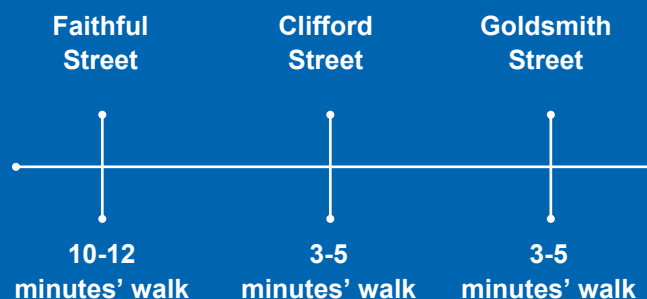 Faithful
Street
Clifford
Street
Goldsmith
Street
10-12
minutes’ walk
3-5
minutes’ walk
3-5
minutes’ walk